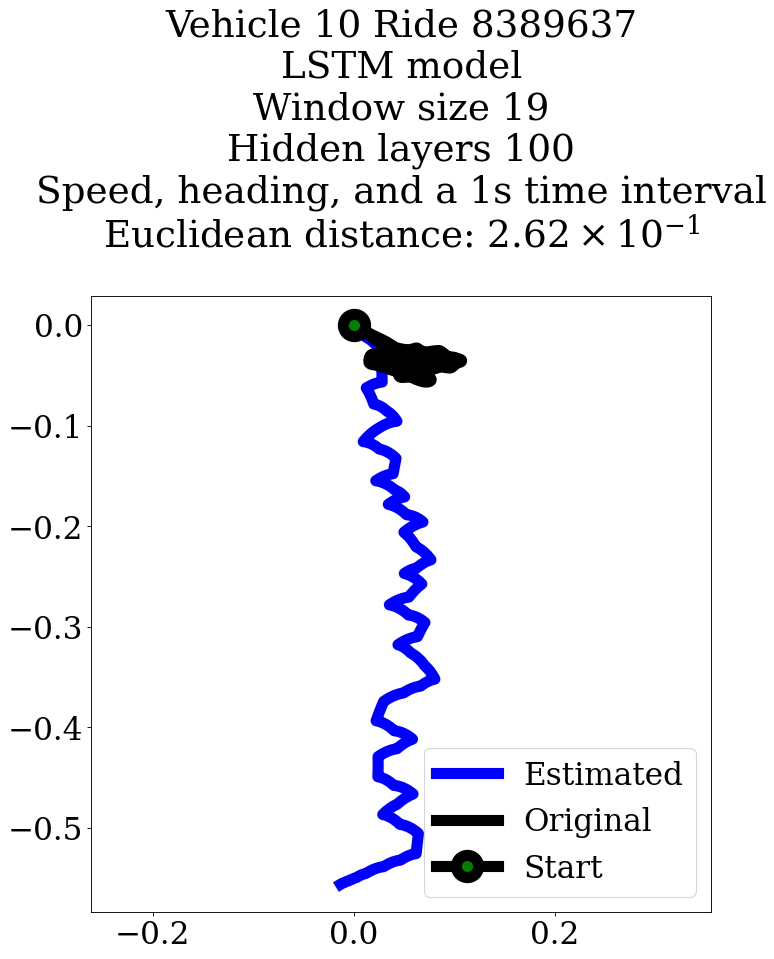 Vehicle 10 Ride 8389637
LSTM model
Window size 19
Hidden layers 100
Speed, heading, and a 1s time interval
Euclidean distance: 2.62 × 10⁻¹
0.0
−0.1
−0.2
−0.3
−0.4
−0.5
−0.2
0.0
0.2
Estimated
Original
Start